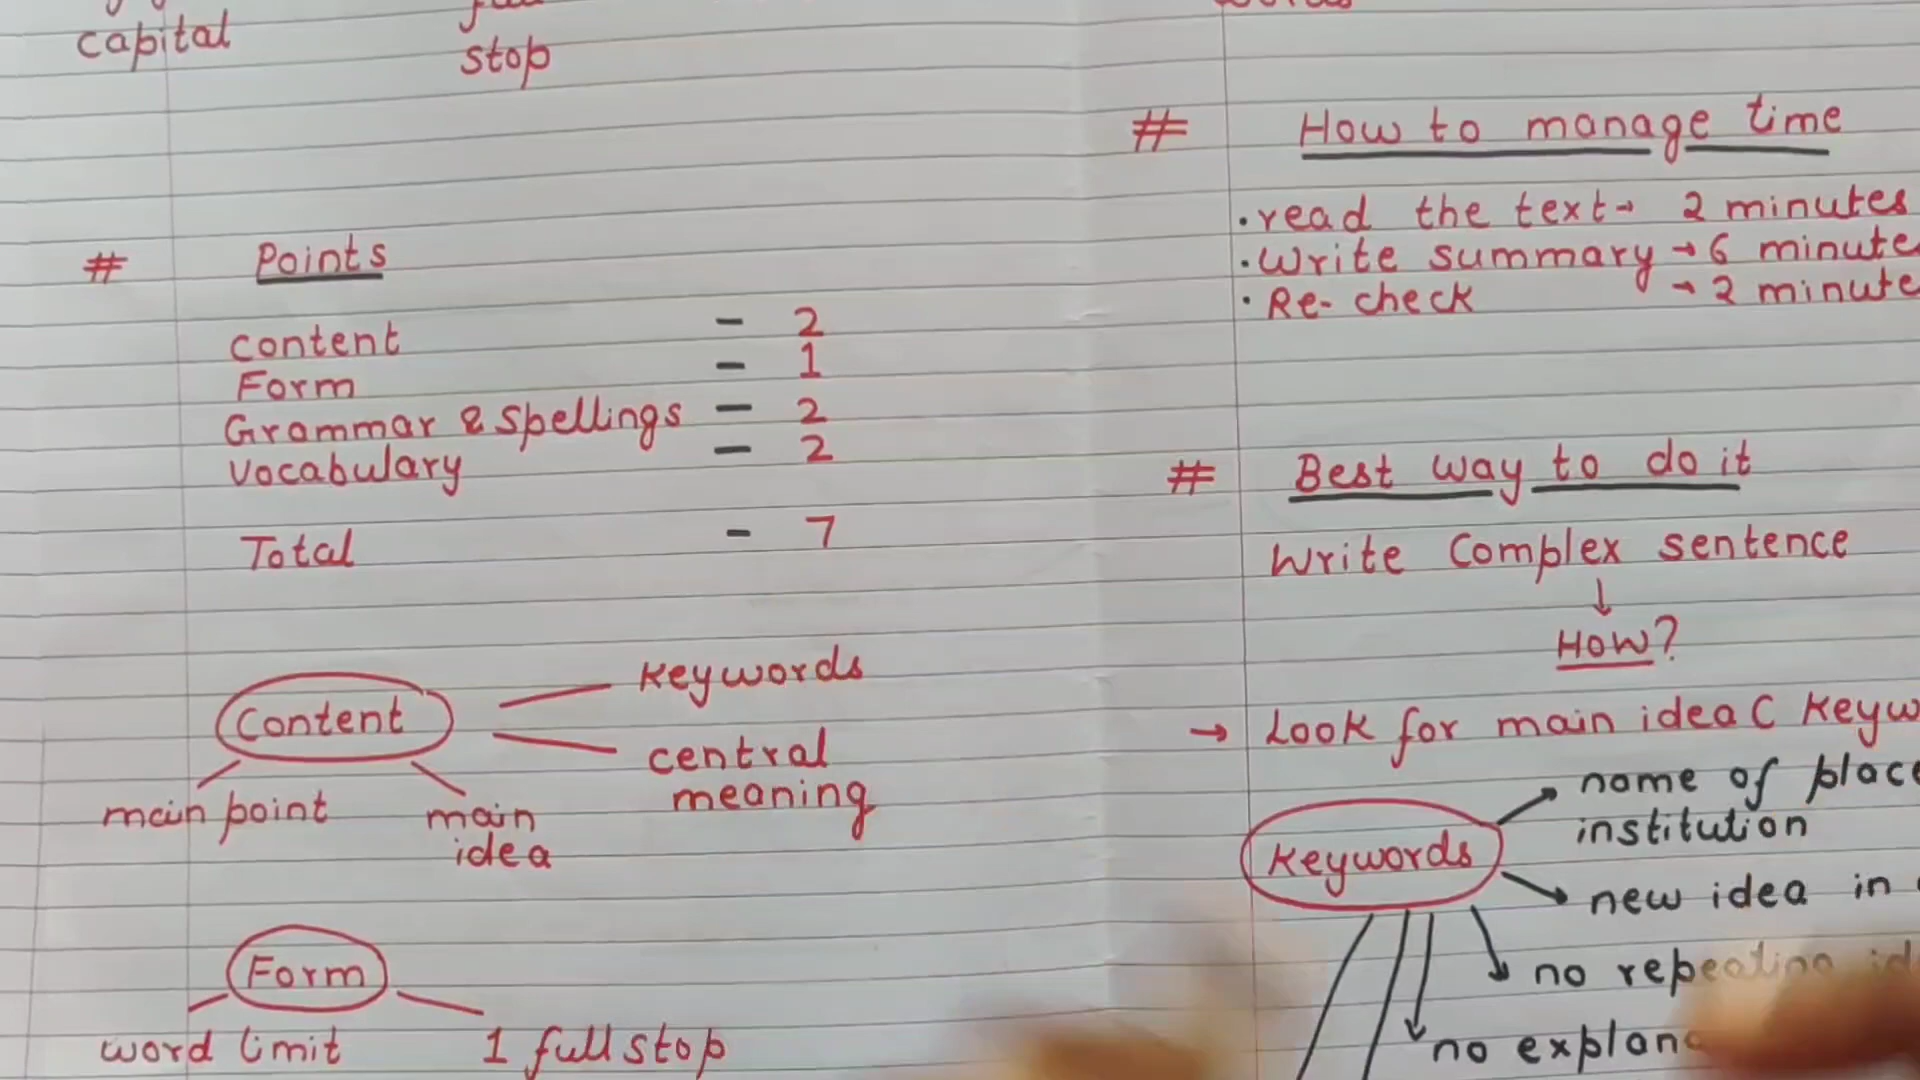 capital
stop
# Points
content - 2
Form - 1
Grammar & spellings - 2
vocabulary - 2
Total - 7
Content
keywords
central
meaning
main point
main
idea
Form
word limit
1 full stop
# How to manage time
• read the text → 2 minutes
• Write summary → 6 minute
• Re-check → 2 minute
# Best way to do it
Write Complex sentence
How?
→ Look for main idea (
Keywords
name of place
institution
new idea in
no repeating
no